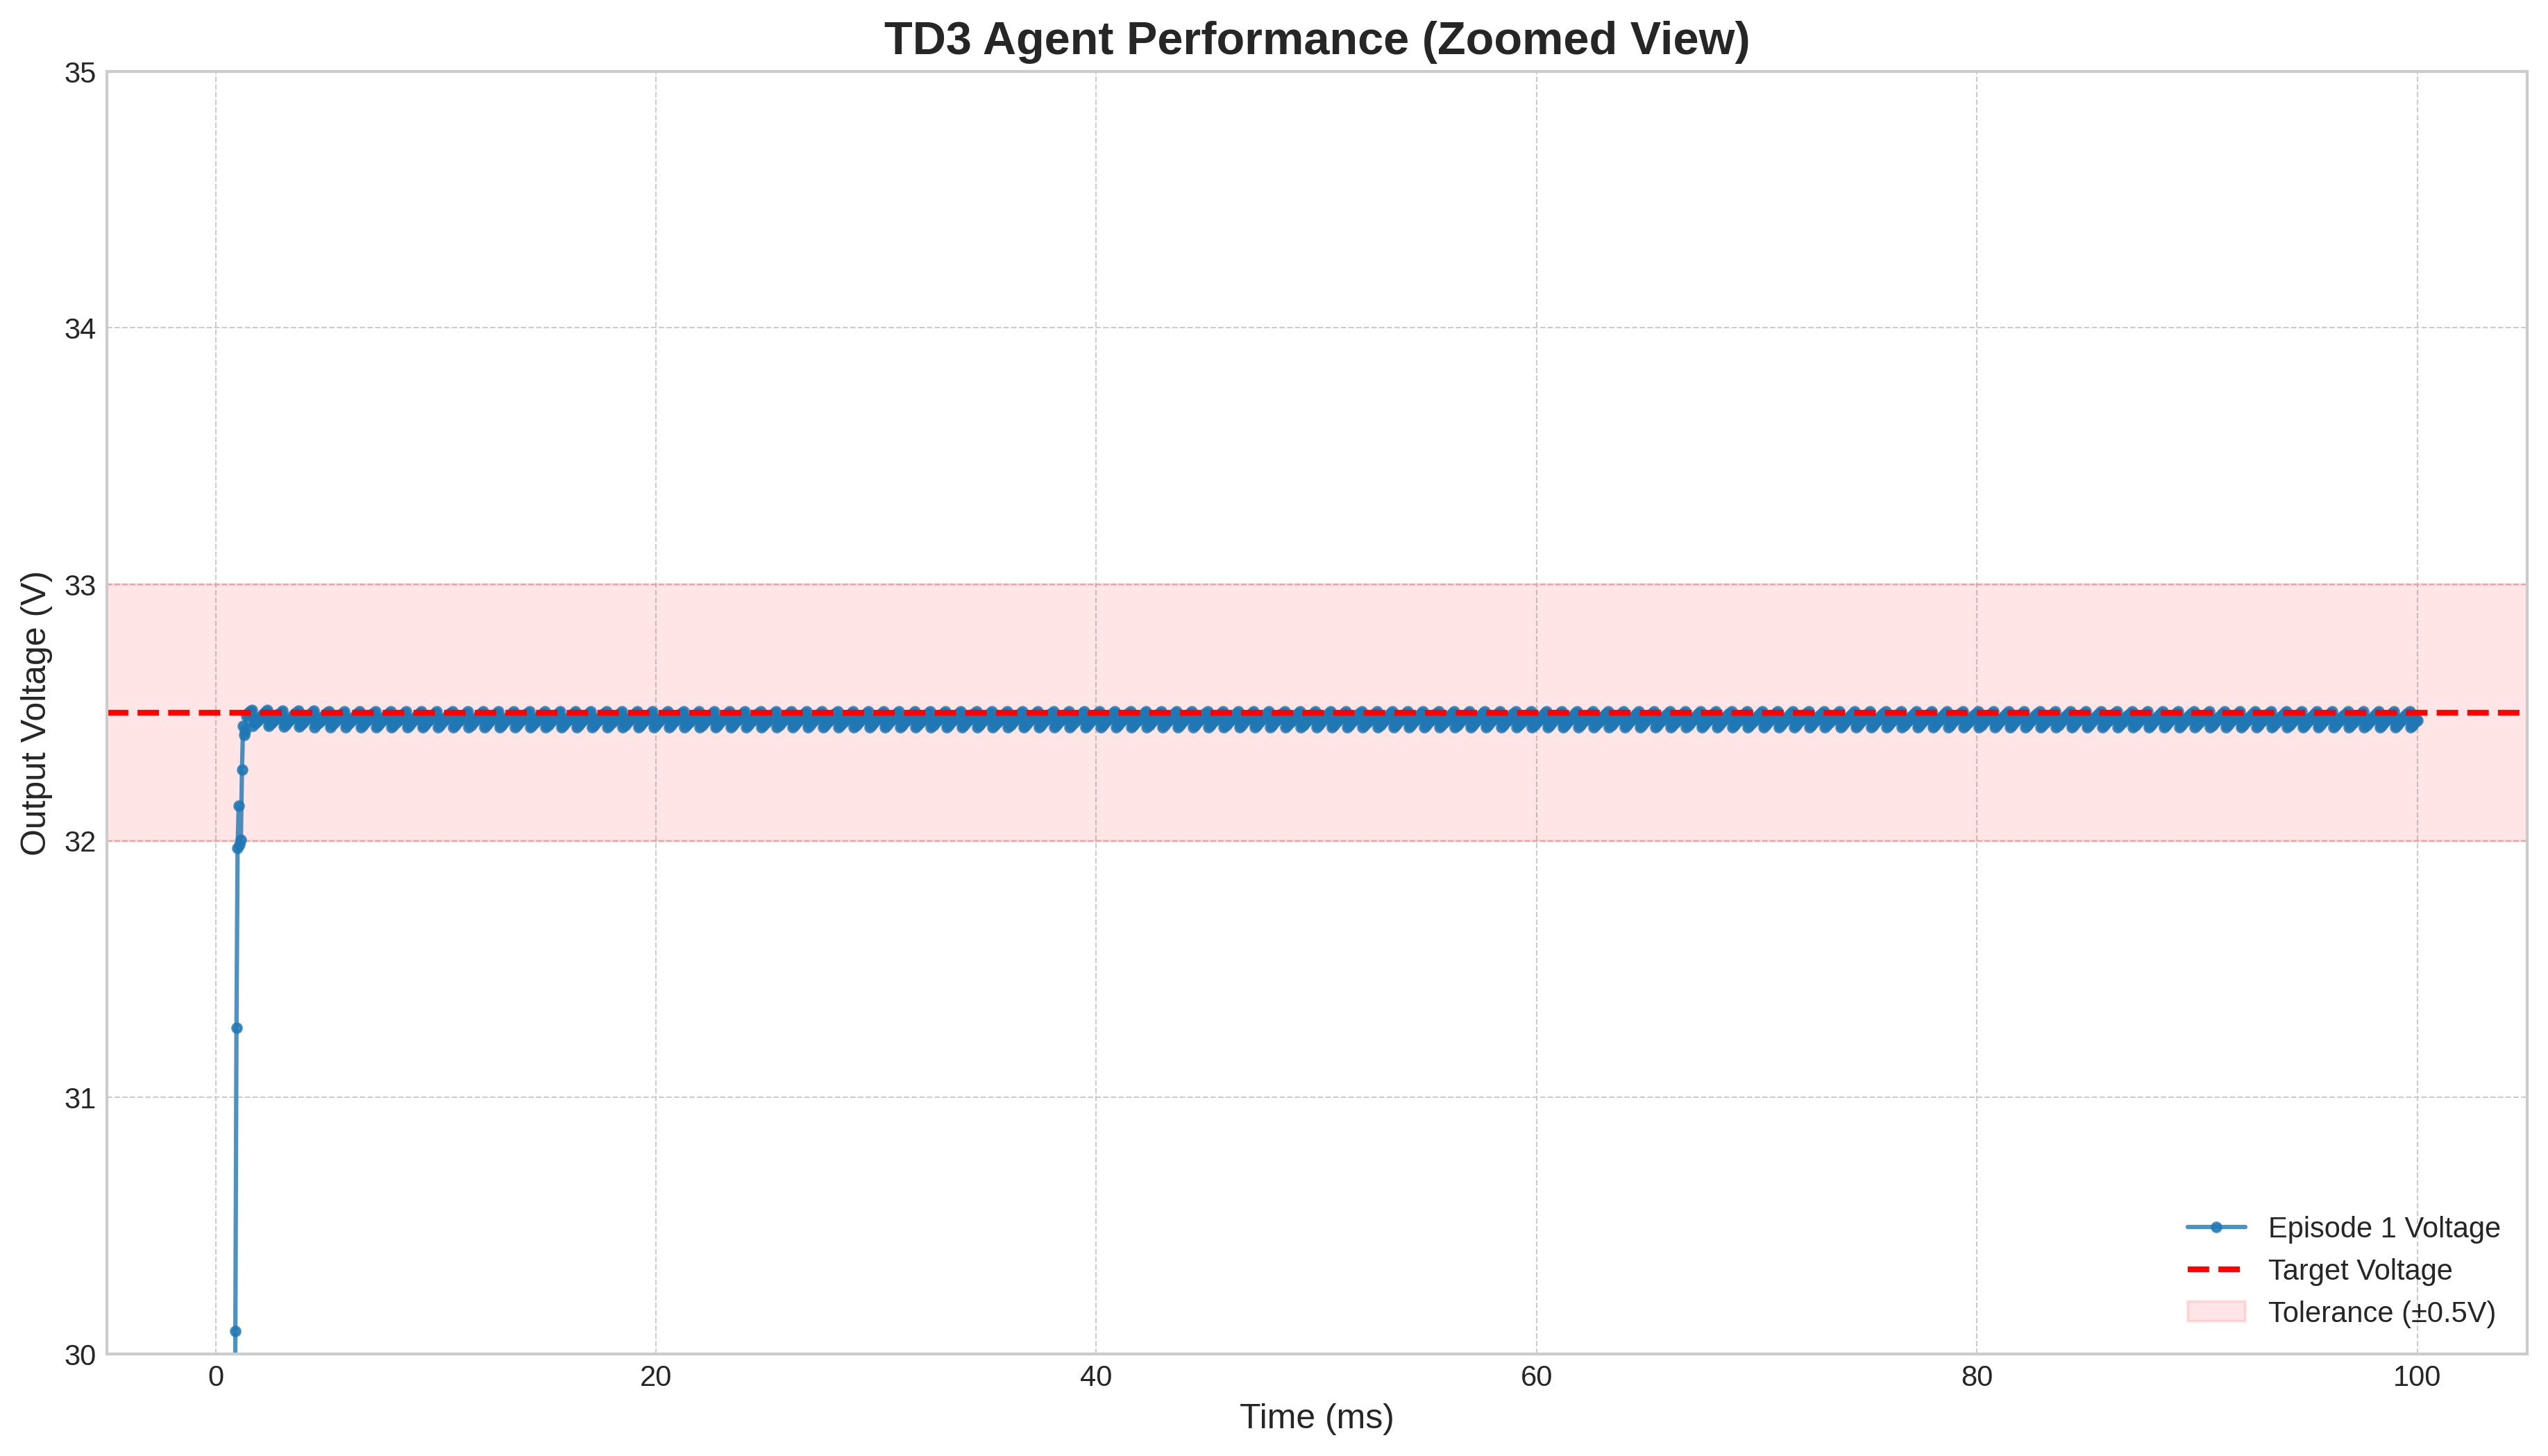 TD3 Agent Performance (Zoomed View)
35
34
33
32
31
30
Output Voltage (V)
0 20 40 60 80 100
Time (ms)
Episode 1 Voltage
Target Voltage
Tolerance (±0.5V)